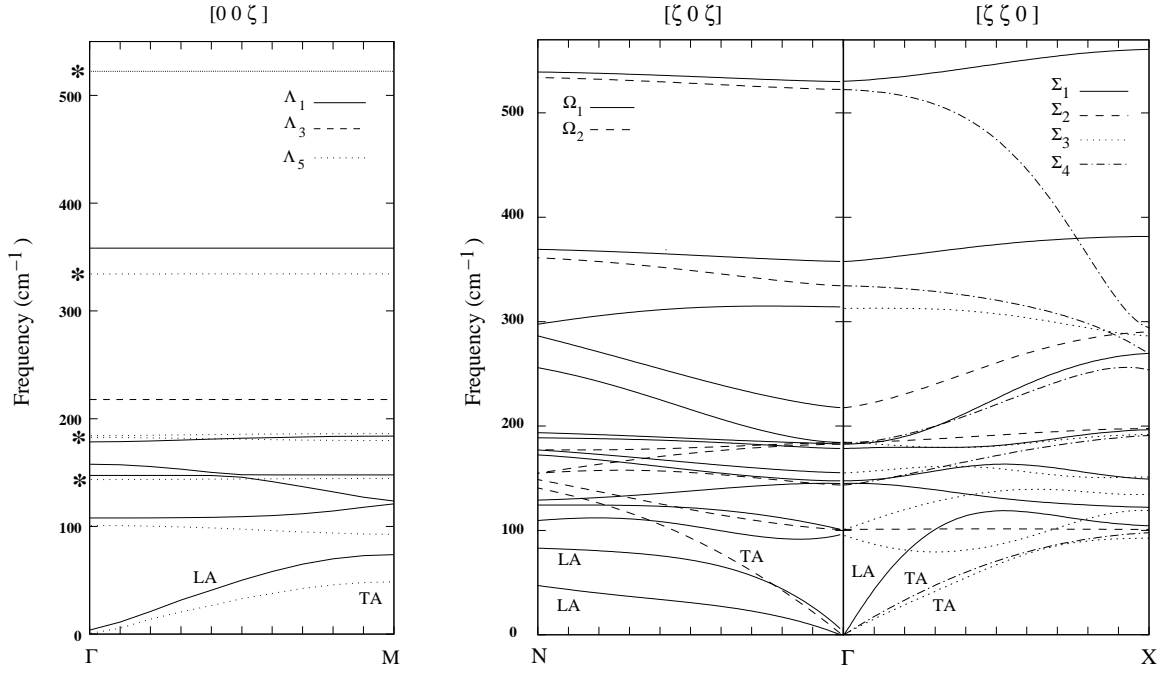 [0 0 ζ ]
[ζ 0 ζ]
[ζ ζ 0 ]
Frequency (cm⁻¹ )
500
400
300
200
100
0
*
*
*
*
Λ₁
Λ₃
Λ₅
LA
TA
Γ
M
Frequency (cm⁻¹ )
500
400
300
200
100
0
Ω₁
Ω₂
LA
LA
TA
Σ₁
Σ₂
Σ₃
Σ₄
LA
TA
TA
N
Γ
X